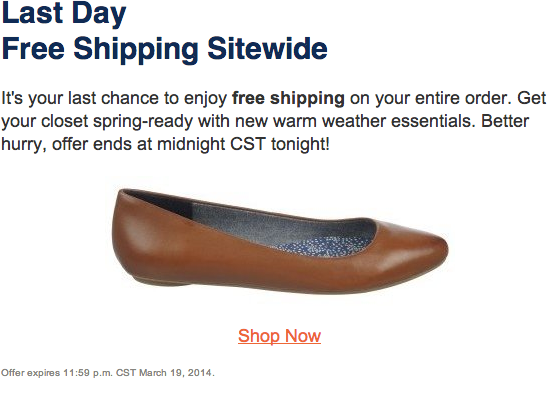 Last Day
Free Shipping Sitewide
It's your last chance to enjoy free shipping on your entire order. Get
your closet spring-ready with new warm weather essentials. Better
hurry, offer ends at midnight CST tonight!
Shop Now
Offer expires 11:59 p.m. CST March 19, 2014.